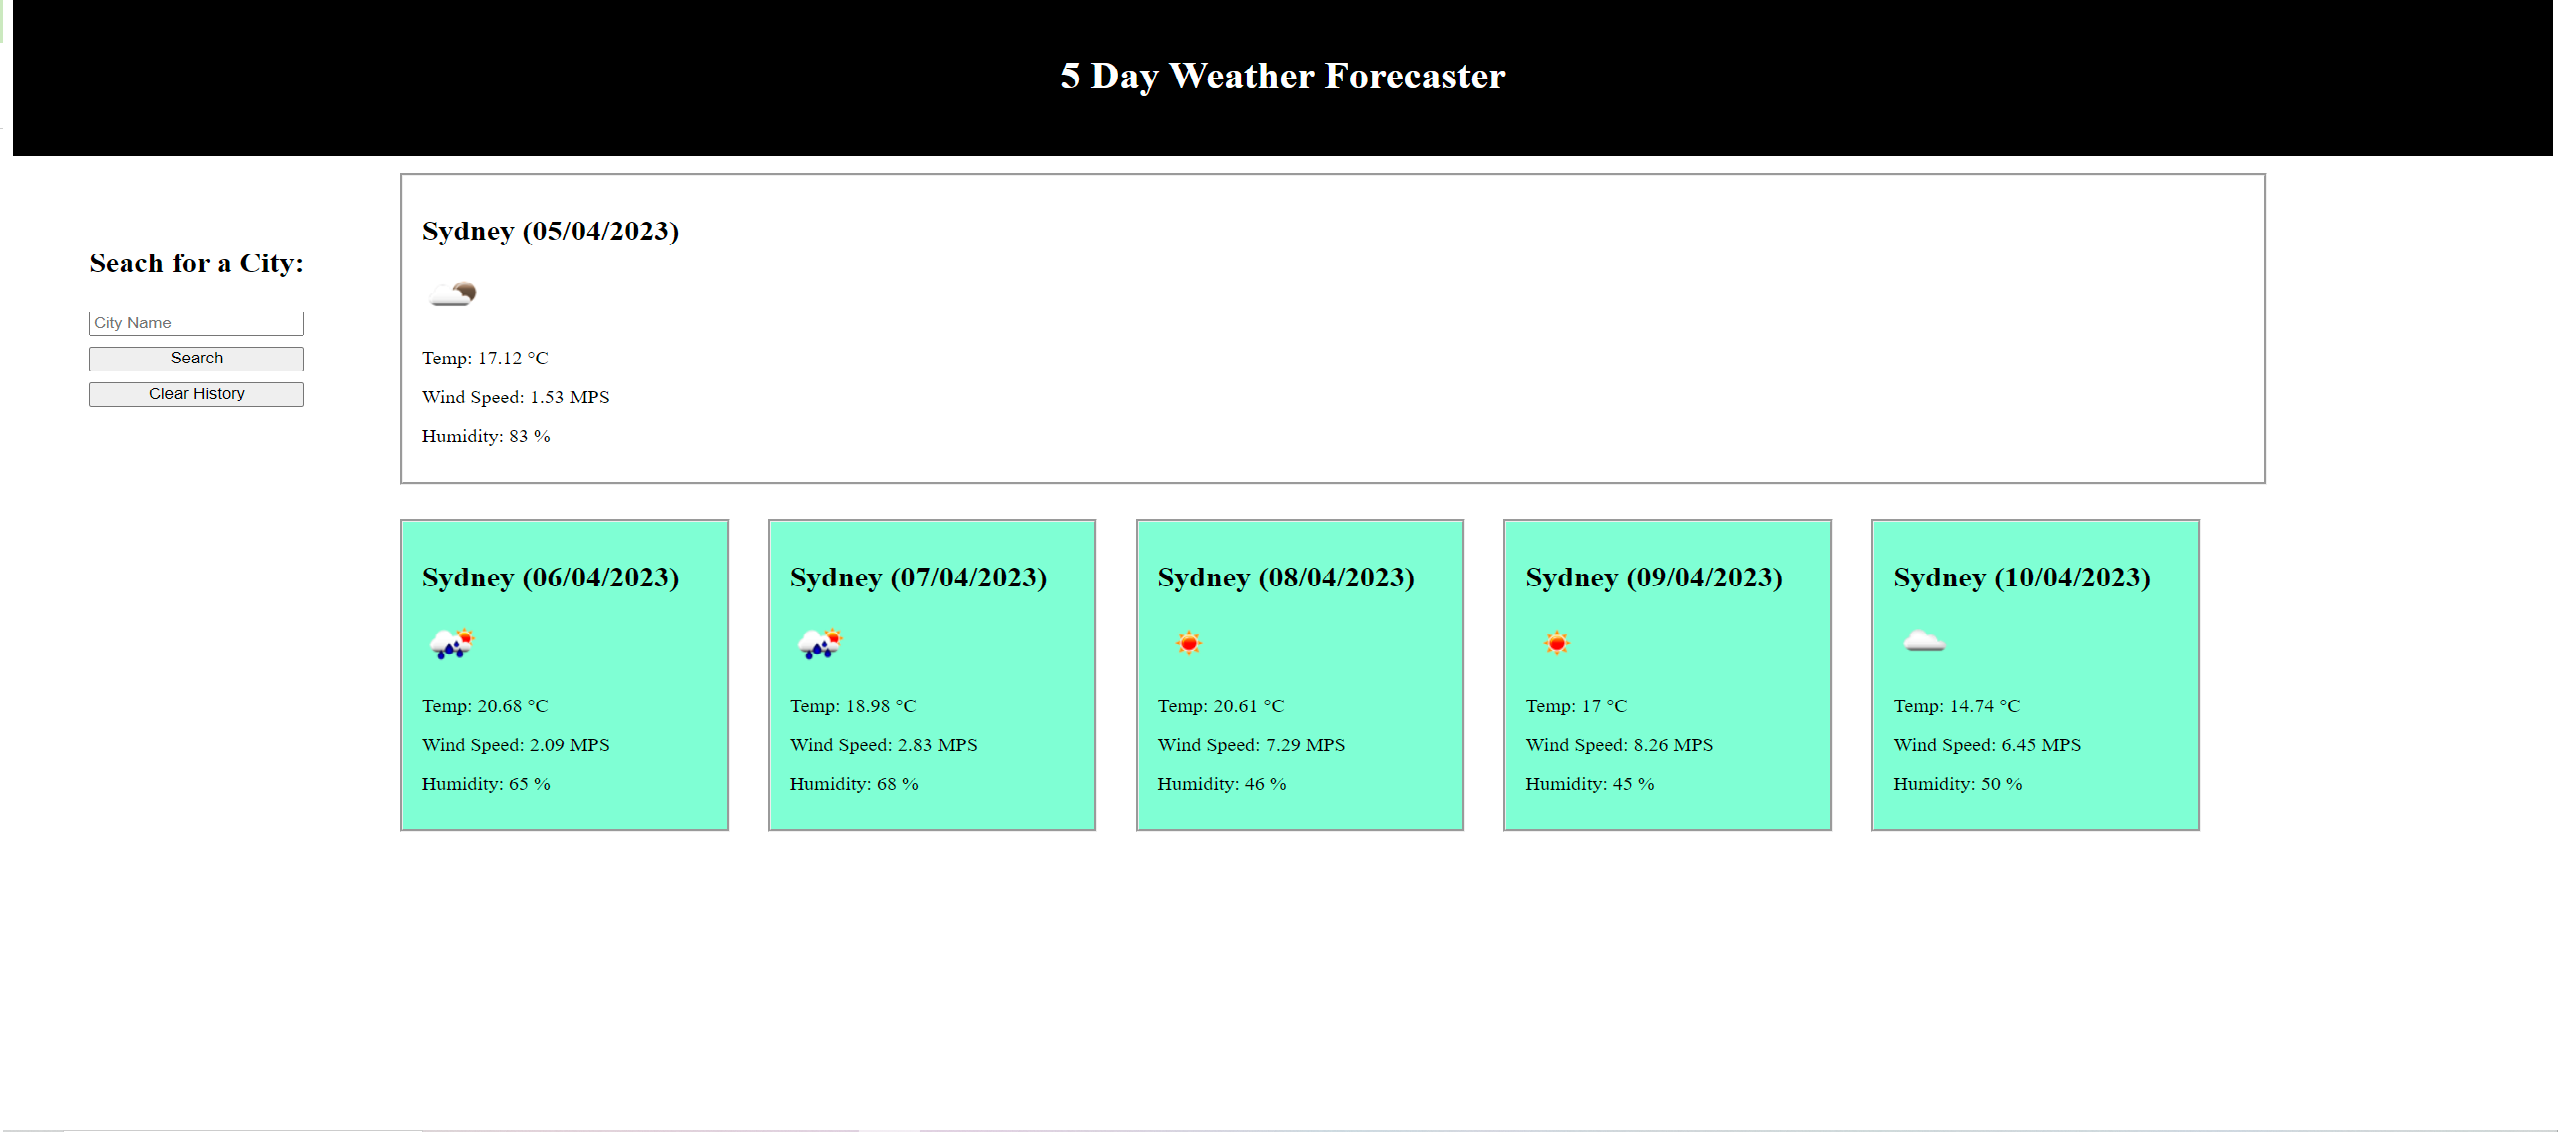 5 Day Weather Forecaster
Seach for a City:
City Name
Search
Clear History
Sydney (05/04/2023)
Temp: 17.12 °C
Wind Speed: 1.53 MPS
Humidity: 83 %
Sydney (06/04/2023)
Temp: 20.68 °C
Wind Speed: 2.09 MPS
Humidity: 65 %
Sydney (07/04/2023)
Temp: 18.98 °C
Wind Speed: 2.83 MPS
Humidity: 68 %
Sydney (08/04/2023)
Temp: 20.61 °C
Wind Speed: 7.29 MPS
Humidity: 46 %
Sydney (09/04/2023)
Temp: 17 °C
Wind Speed: 8.26 MPS
Humidity: 45 %
Sydney (10/04/2023)
Temp: 14.74 °C
Wind Speed: 6.45 MPS
Humidity: 50 %